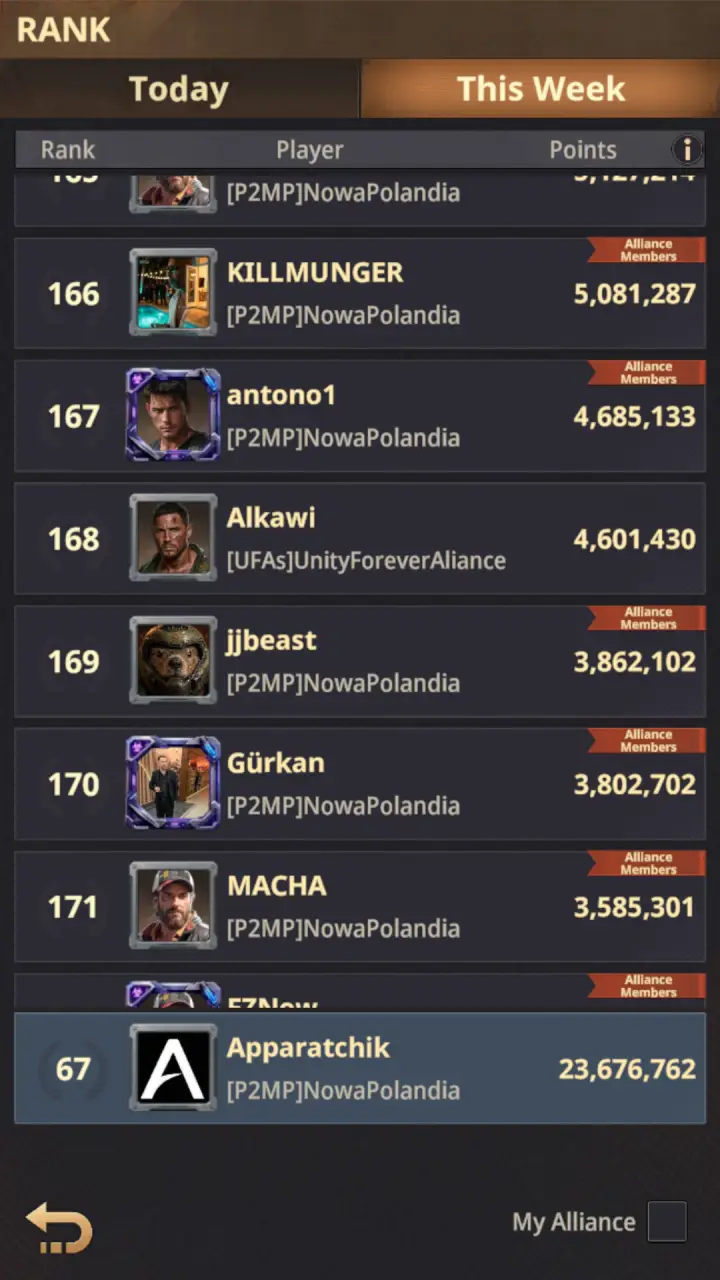 RANK
Today
This Week
Rank
Player
Points
[P2MP]NowaPolandia
166
KILLMUNGER
[P2MP]NowaPolandia
Alliance
Members
5,081,287
167
antono1
[P2MP]NowaPolandia
Alliance
Members
4,685,133
168
Alkawi
[UFAs]UnityForeverAliance
4,601,430
169
jjbeast
[P2MP]NowaPolandia
Alliance
Members
3,862,102
170
Gürkan
[P2MP]NowaPolandia
Alliance
Members
3,802,702
171
MACHA
[P2MP]NowaPolandia
Alliance
Members
3,585,301
Alliance
Members
67
Apparatchik
[P2MP]NowaPolandia
23,676,762
My Alliance